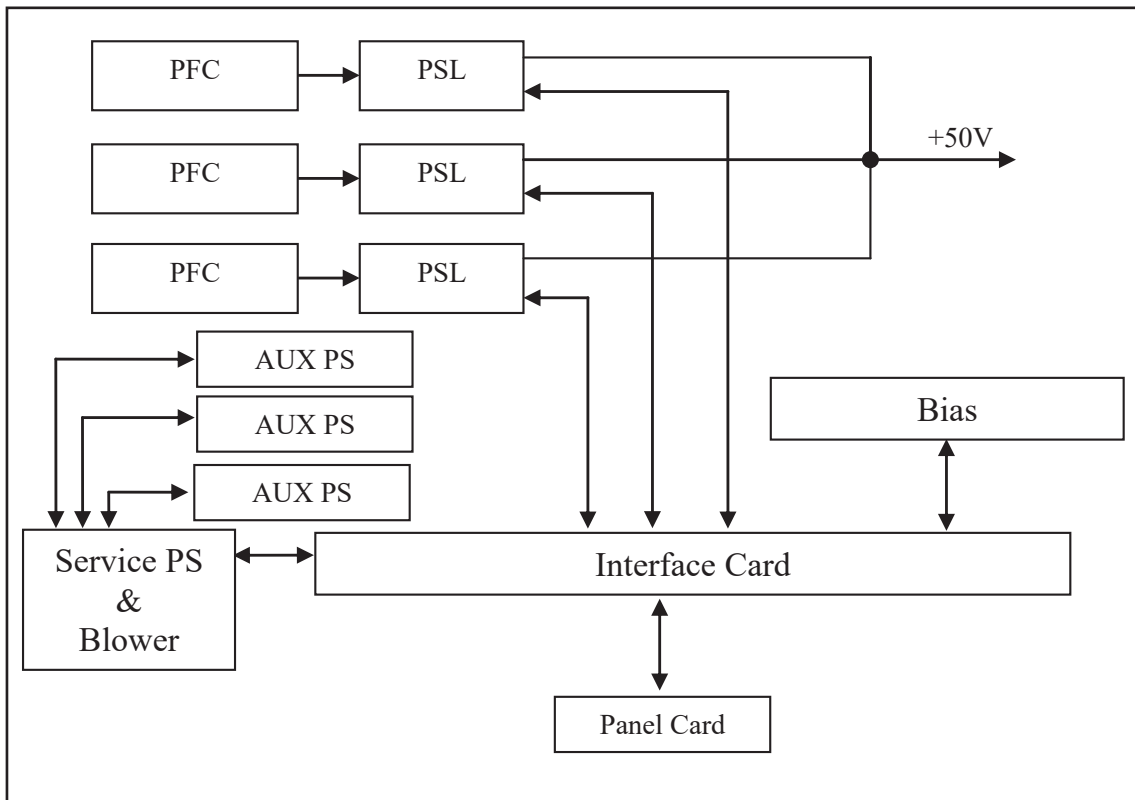 PFC
PSL
+50V
PFC
PSL
PFC
PSL
AUX PS
Bias
AUX PS
AUX PS
Service PS
&
Blower
Interface Card
Panel Card